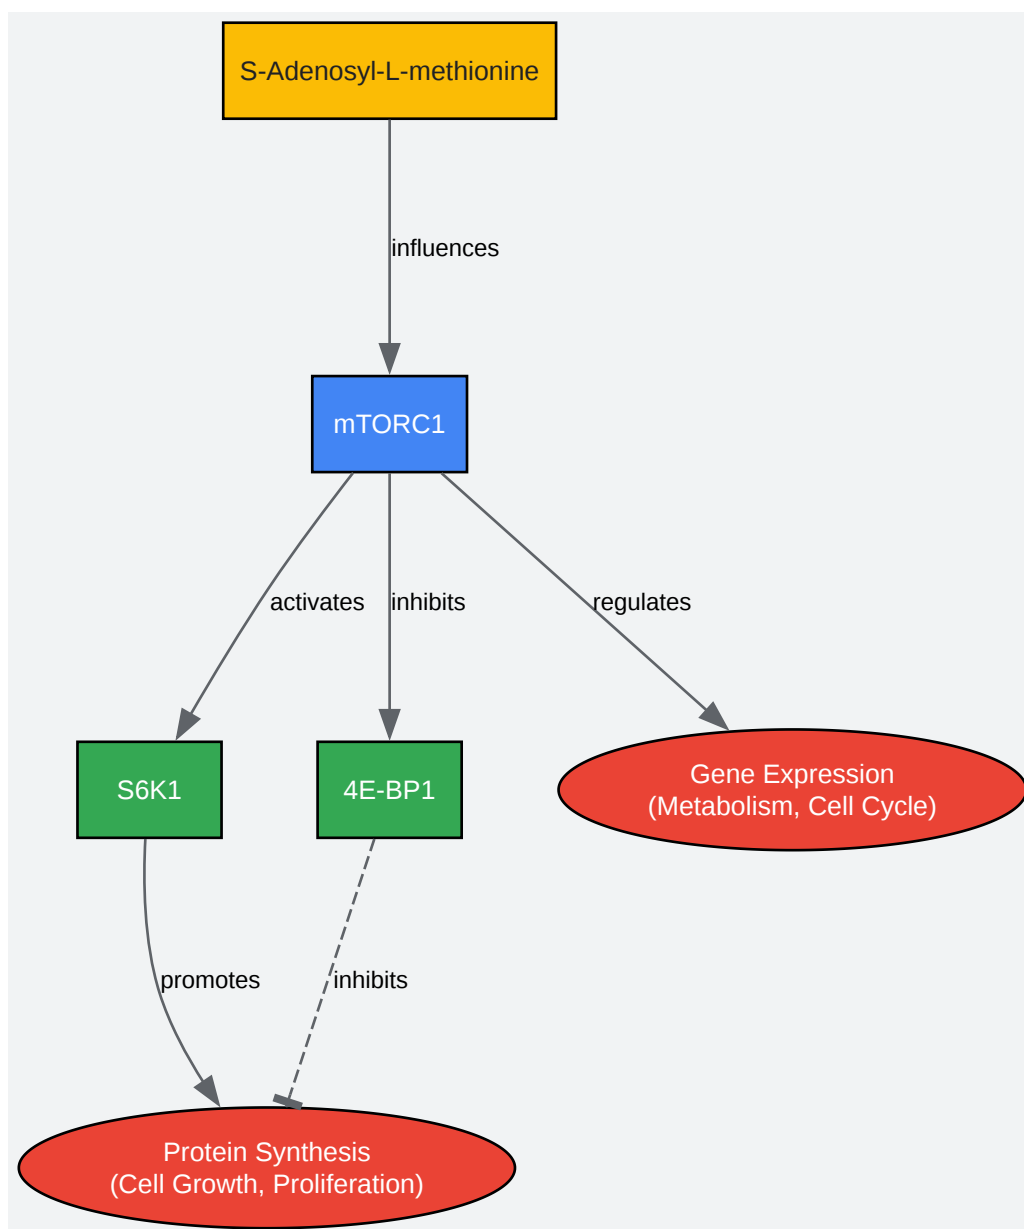 S-Adenosyl-L-methionine
influences
mTORC1
activates
inhibits
regulates
S6K1
4E-BP1
Gene Expression
(Metabolism, Cell Cycle)
promotes
inhibits
Protein Synthesis
(Cell Growth, Proliferation)